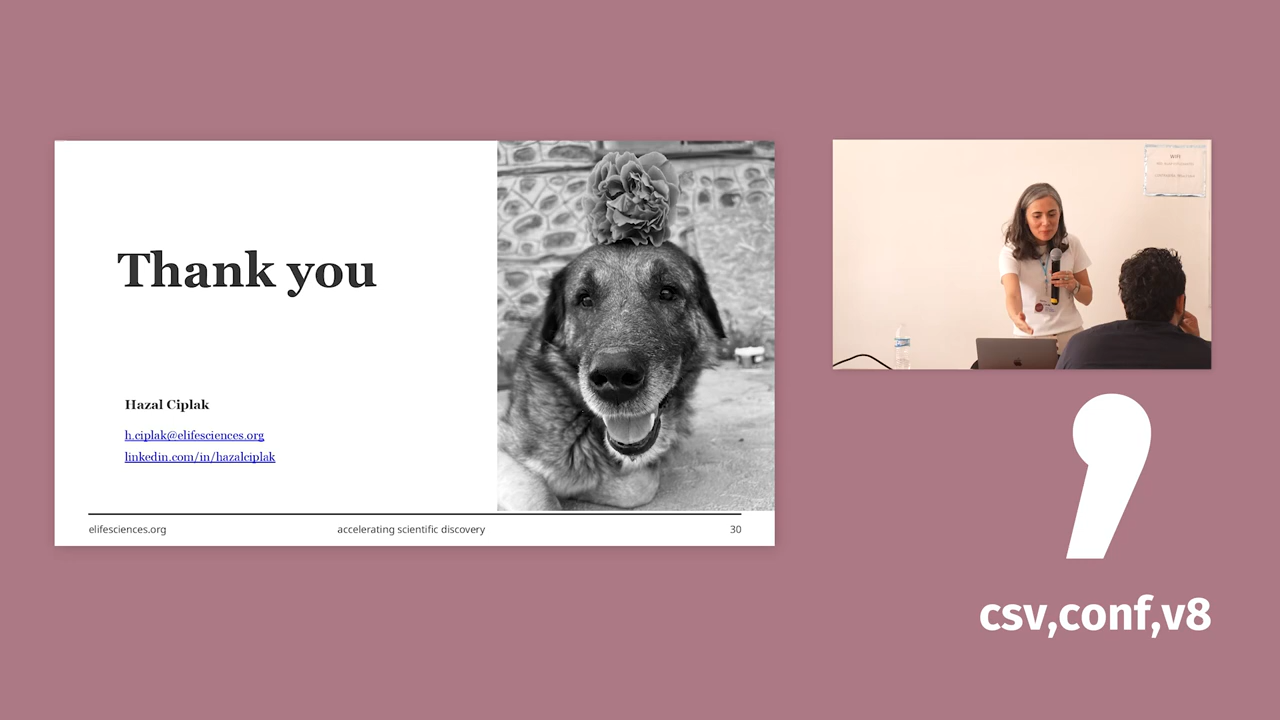 Thank you
Hazal Ciplak
h.ciplak@elifesciences.org
linkedin.com/in/hazalciplak
elifesciences.org
accelerating scientific discovery
30
WIFI
csv,conf,v8